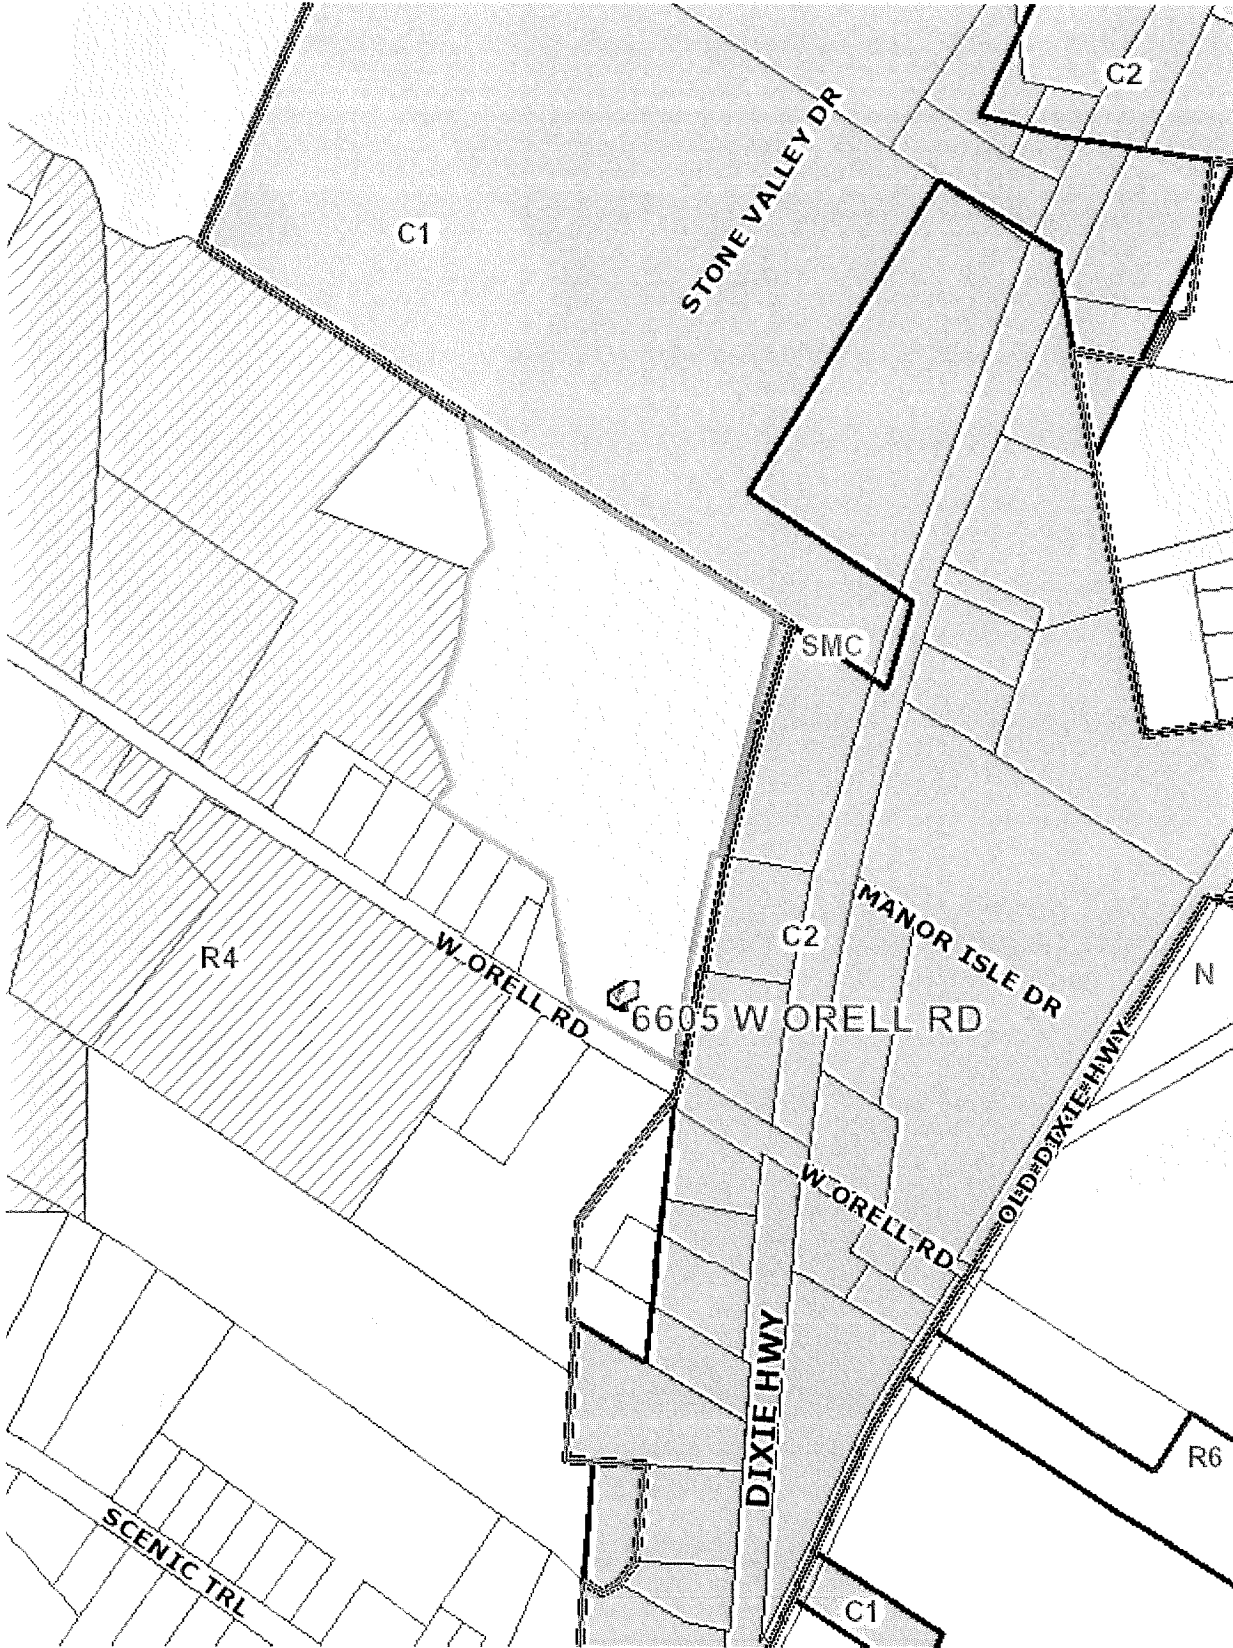 C2
STONE VALLEY DR
C1
SMC
MANOR ISLE DR
C2
W ORELL RD
R4
N
6605 W ORELL RD
OLD DIXIE HWY
W ORELL RD
DIXIE HWY
R6
SCENIC TRL
C1